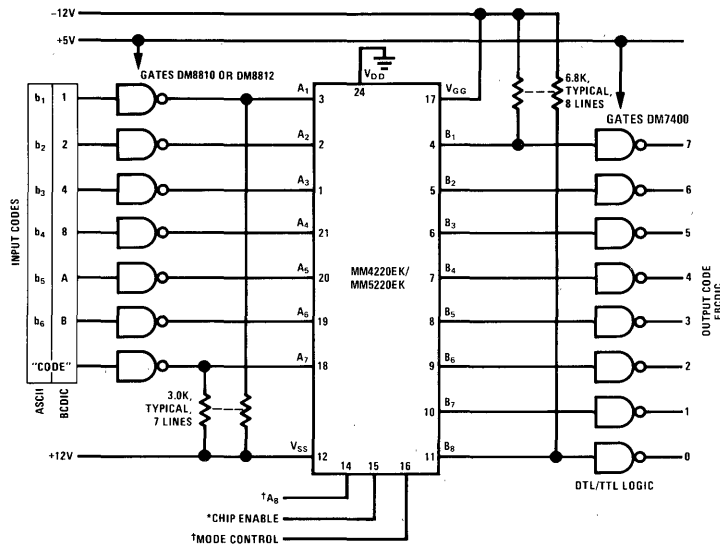 -12V
+5V
GATES DM8810 OR DM8812
VDD
24
VGG
17
6.8K,
TYPICAL,
8 LINES
GATES DM7400
INPUT CODES
b1 1 A1 3
b2 2 A2 2
b3 4 A3 1
b4 8 A4 21
b5 A A5 20
b6 B A6 19
"CODE" A7 18
ASCII
BCDIC
MM4220EK/
MM5220EK
4 B1 7
5 B2 6
6 B3 5
7 B4 4
8 B5 3
9 B6 2
10 B7 1
11 B8 0
OUTPUT CODE
EBCDIC
3.0K,
TYPICAL,
7 LINES
+12V
VSS
12
14
15
16
DTL/TTL LOGIC
†A8
*CHIP ENABLE
†MODE CONTROL